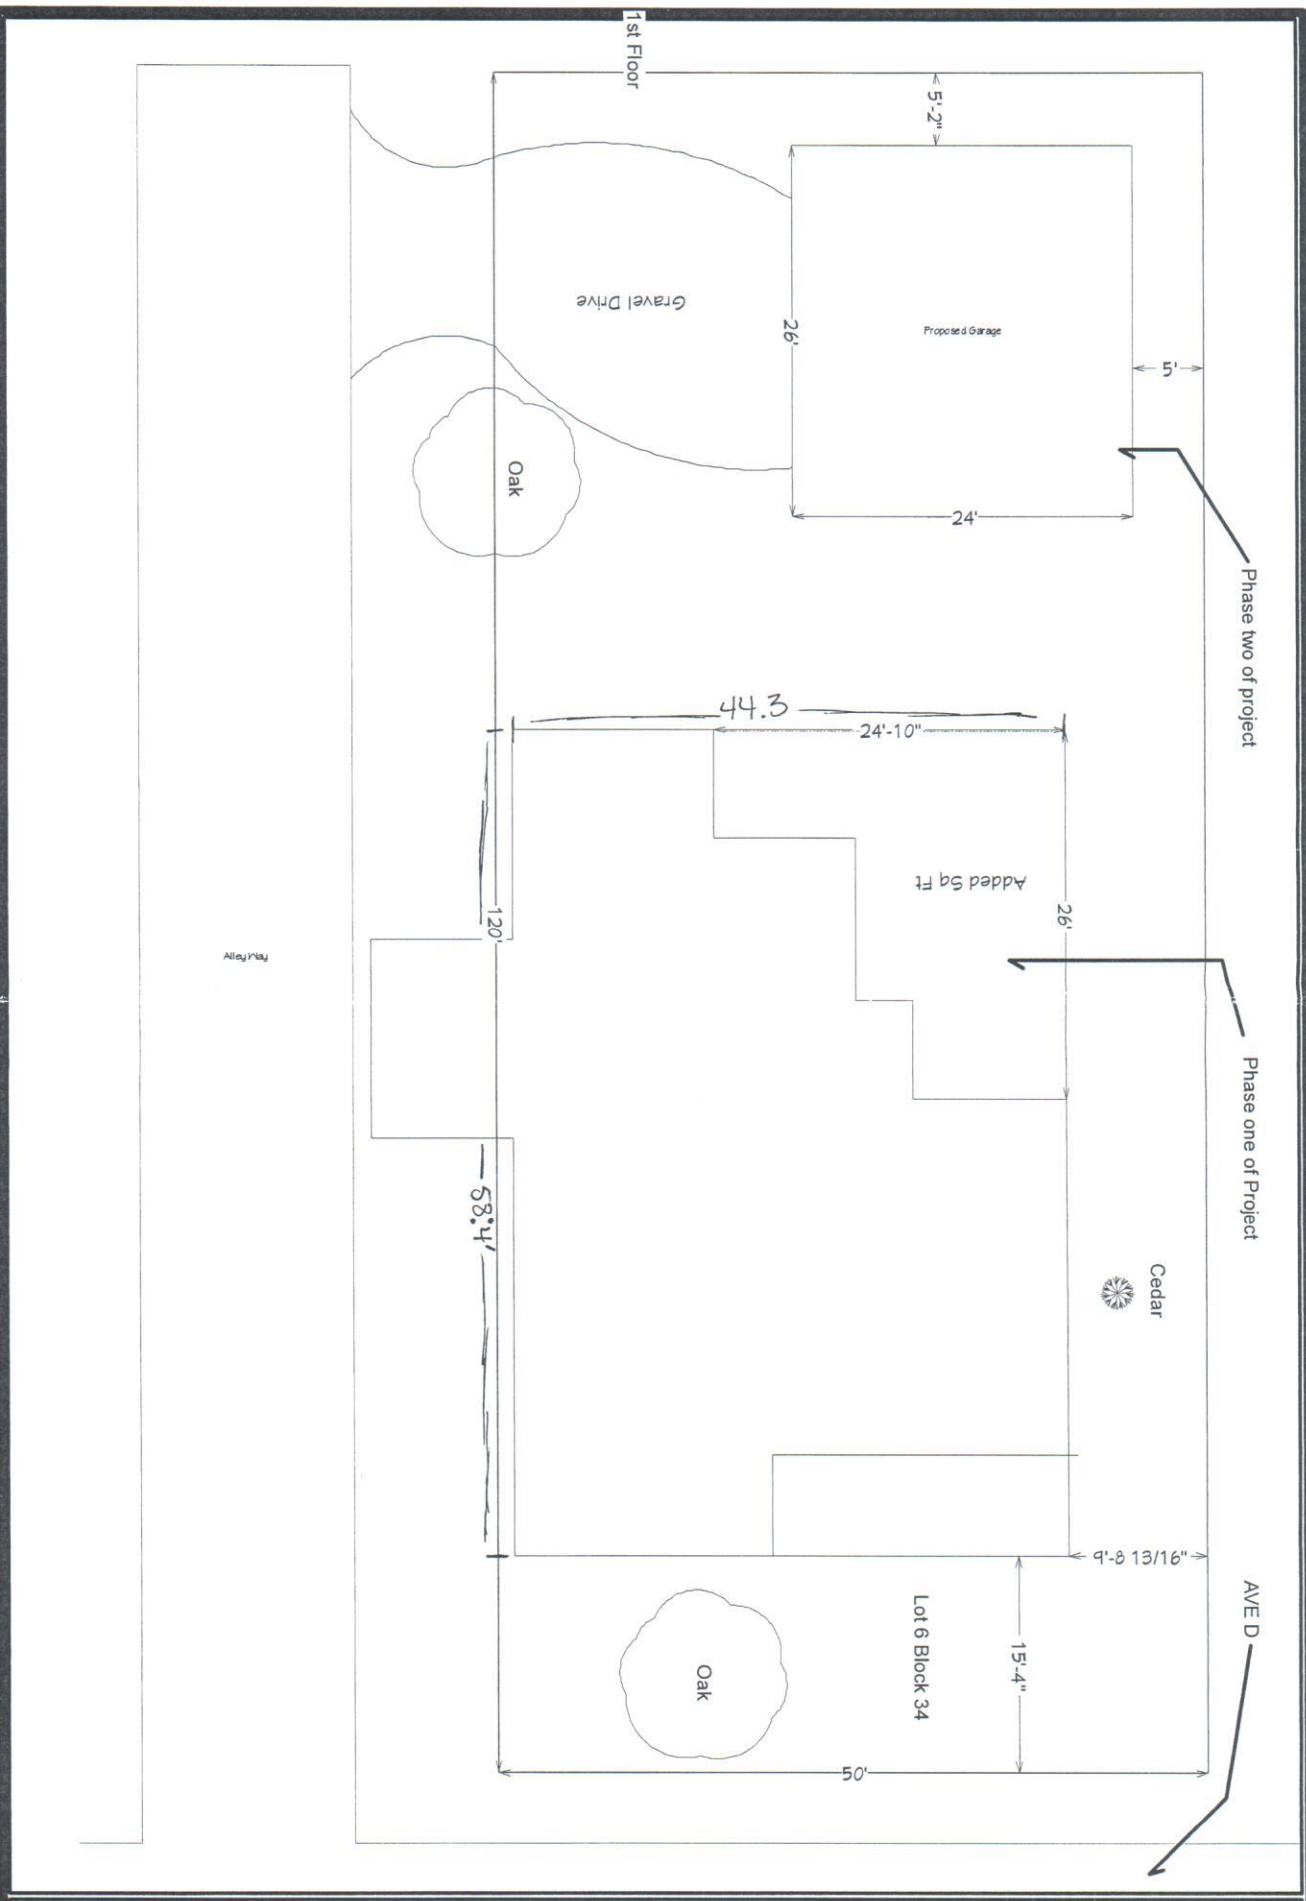 1st Floor
5'-2"
Gravel Drive
26'
Proposed Garage
5'
24'
Oak
Phase two of project
44.3
24'-10"
Added Sq Ft
26'
120'
Alley Way
Phase one of Project
58'.4'
Cedar
9'-8 13/16"
AVE D
Lot 6 Block 34
15'-4"
Oak
50'